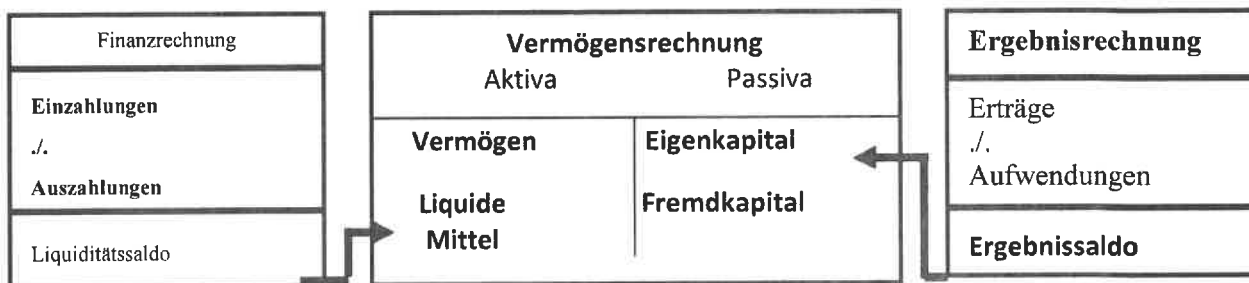 Finanzrechnung
Einzahlungen
./.
Auszahlungen
Liquiditätssaldo
Vermögensrechnung
Aktiva Passiva
Vermögen Eigenkapital
Liquide Fremdkapital
Mittel
Ergebnisrechnung
Erträge
./.
Aufwendungen
Ergebnissaldo